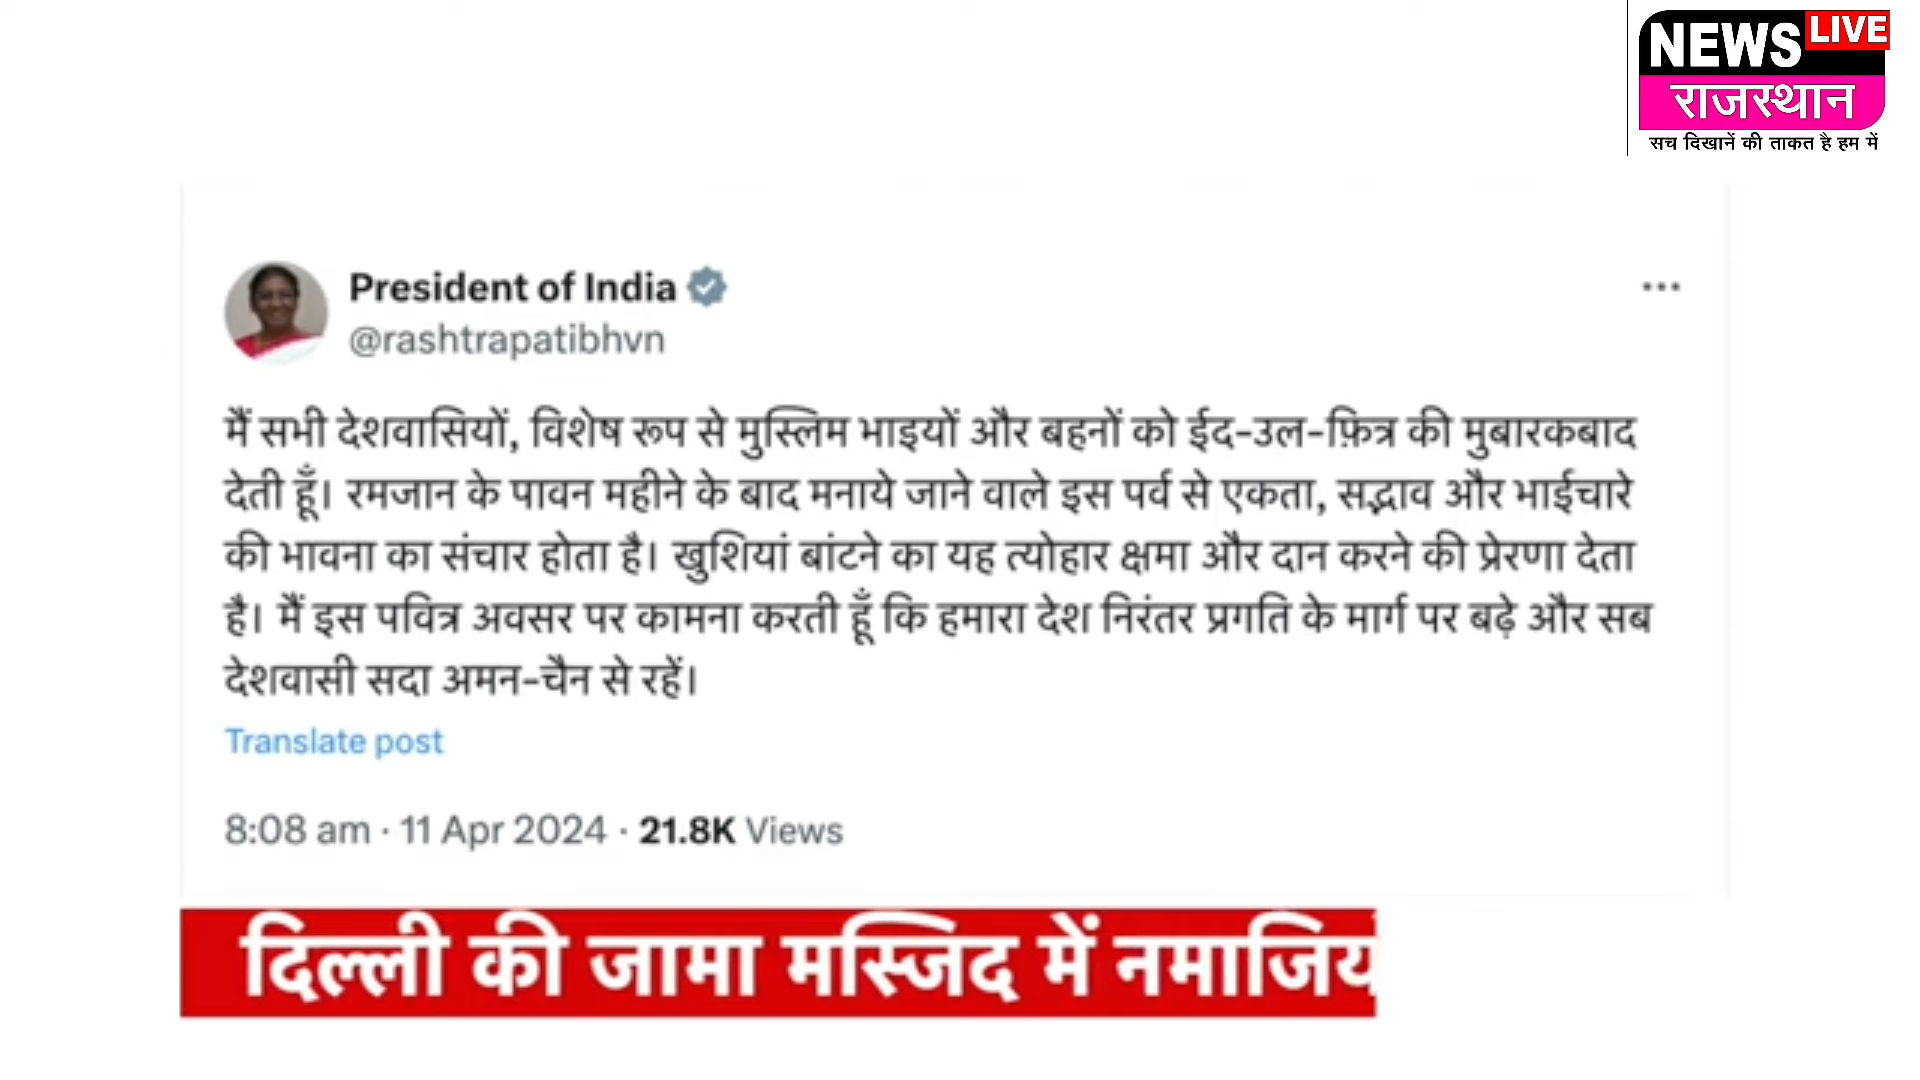 NEWS LIVE
राजस्थान
सच दिखानें की ताकत है हम में
President of India
@rashtrapatibhvn
मैं सभी देशवासियों, विशेष रूप से मुस्लिम भाइयों और बहनों को ईद-उल-फ़ित्र की मुबारकबाद
देती हूँ। रमजान के पावन महीने के बाद मनाये जाने वाले इस पर्व से एकता, सद्भाव और भाईचारे
की भावना का संचार होता है। खुशियां बांटने का यह त्योहार क्षमा और दान करने की प्रेरणा देता
है। मैं इस पवित्र अवसर पर कामना करती हूँ कि हमारा देश निरंतर प्रगति के मार्ग पर बढ़े और सब
देशवासी सदा अमन-चैन से रहें।
Translate post
8:08 am · 11 Apr 2024 · 21.8K Views
दिल्ली की जामा मस्जिद में